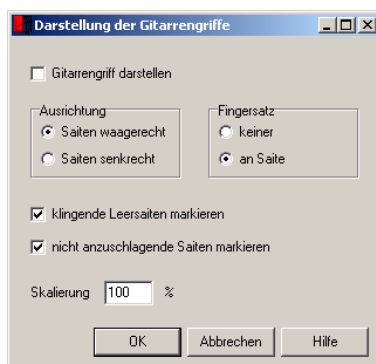 Darstellung der Gitarrengriffe
Gitarrengriff darstellen
Ausrichtung
Saiten waagerecht
Saiten senkrecht
Fingersatz
keiner
an Saite
klingende Leersaiten markieren
nicht anzuschlagende Saiten markieren
Skalierung 100 %
OK Abbrechen Hilfe